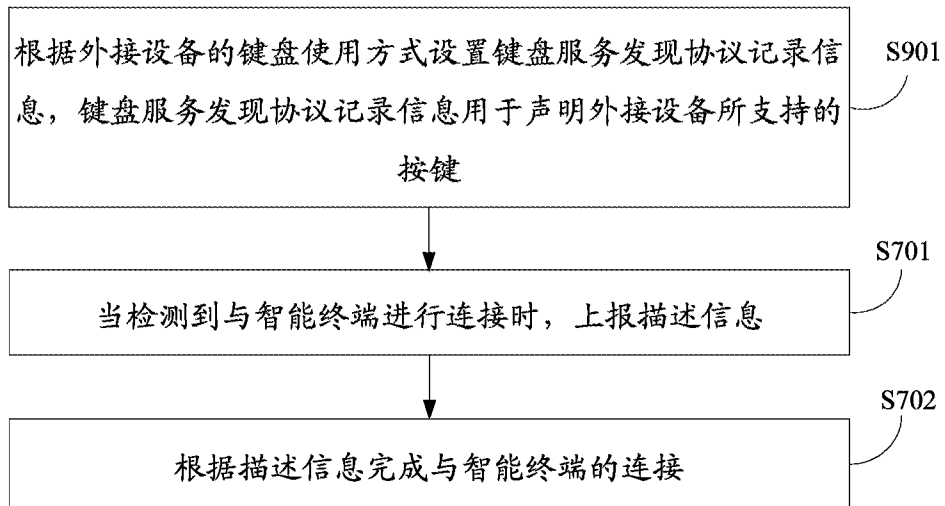 根据外接设备的键盘使用方式设置键盘服务发现协议记录信
息，键盘服务发现协议记录信息用于声明外接设备所支持的
按键
S901
当检测到与智能终端进行连接时，上报描述信息
S701
根据描述信息完成与智能终端的连接
S702